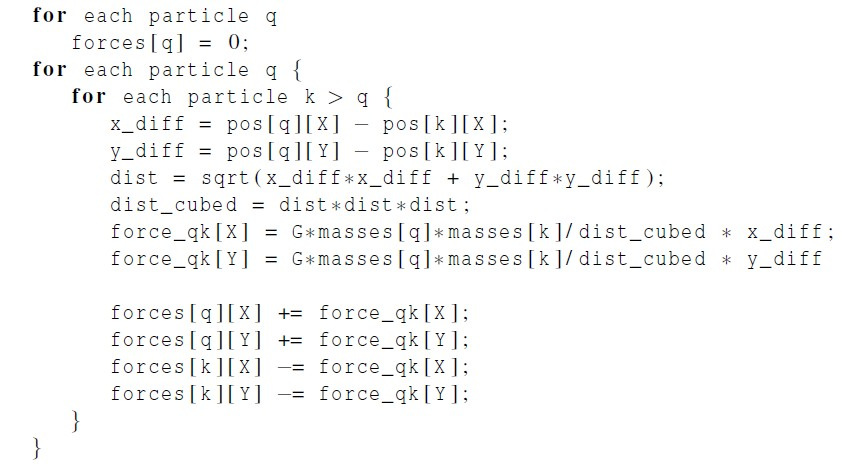 for each particle q
   forces[q] = 0;
for each particle q {
   for each particle k > q {
      x_diff = pos[q][X] − pos[k][X];
      y_diff = pos[q][Y] − pos[k][Y];
      dist = sqrt(x_diff*x_diff + y_diff*y_diff);
      dist_cubed = dist*dist*dist;
      force_qk[X] = G*masses[q]*masses[k]/dist_cubed * x_diff;
      force_qk[Y] = G*masses[q]*masses[k]/dist_cubed * y_diff

      forces[q][X] += force_qk[X];
      forces[q][Y] += force_qk[Y];
      forces[k][X] −= force_qk[X];
      forces[k][Y] −= force_qk[Y];
   }
}